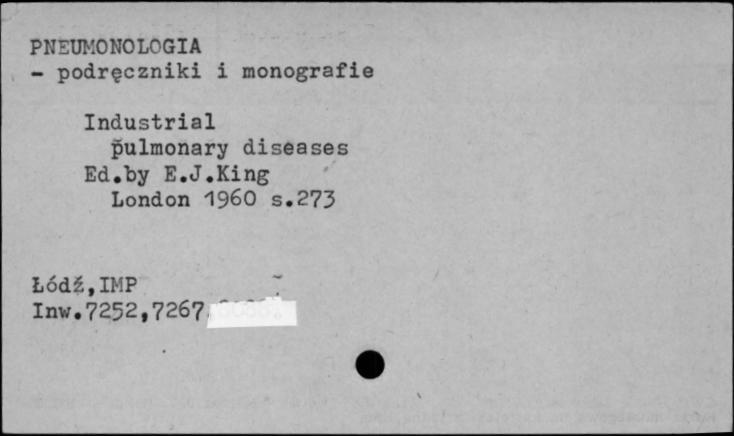 PNEUMONOLOGIA
- podręczniki i monografie
Industrial
pulmonary diseases
Ed.by E.J.King
London 1960 s.273
Łódź,IMP
Inw.7252,7267